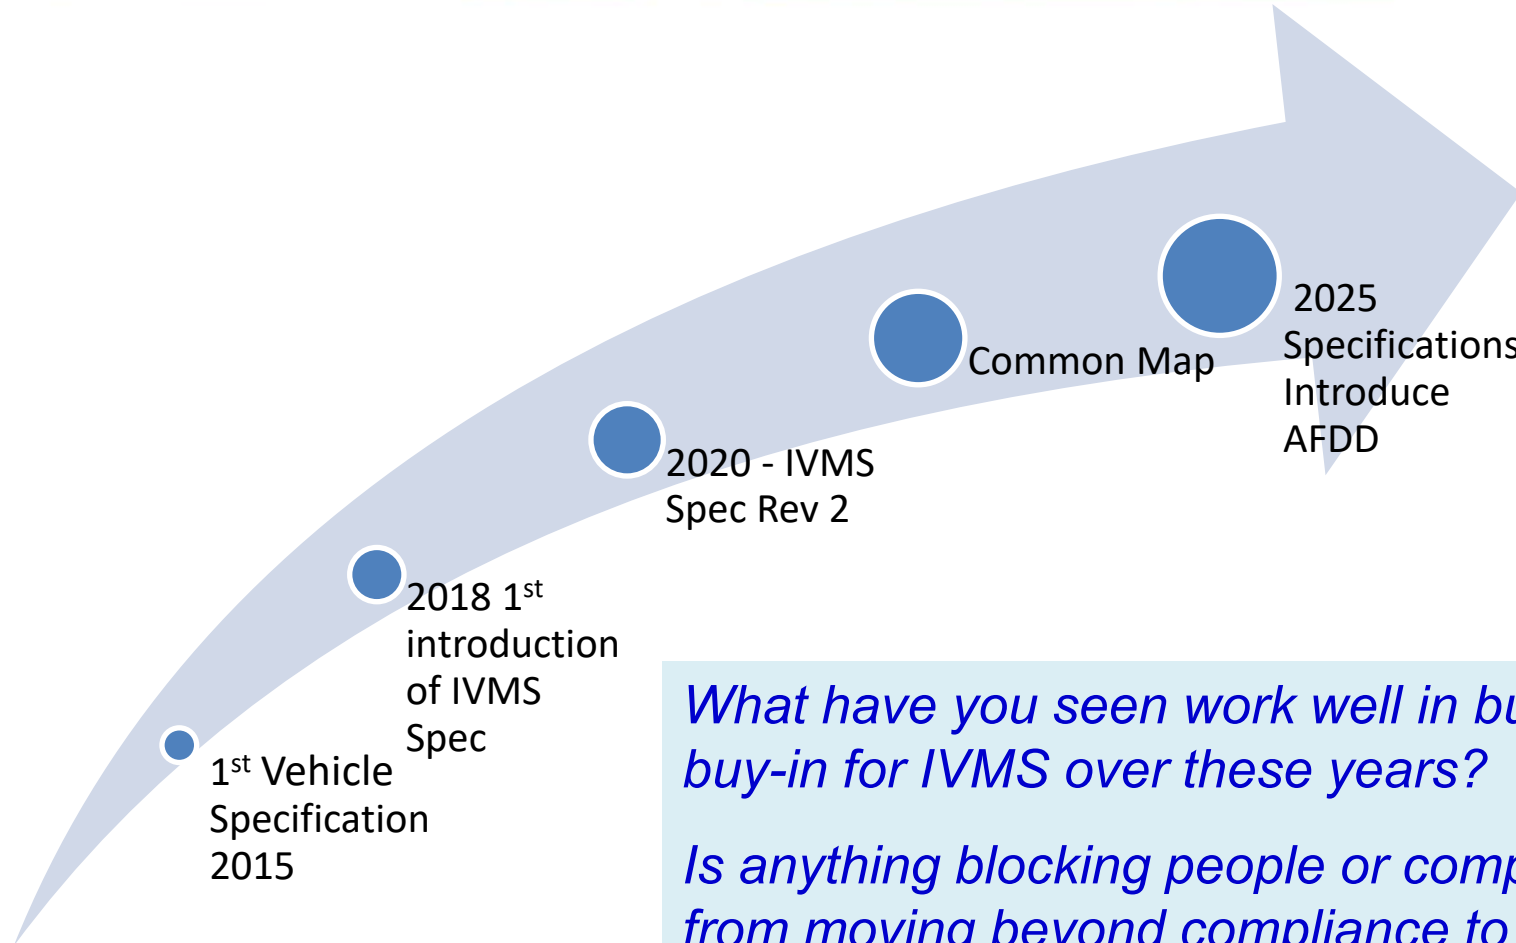 1st Vehicle
Specification
2015
2018 1st
introduction
of IVMS
Spec
2020 - IVMS
Spec Rev 2
Common Map
2025
Specifications
Introduce
AFDD
What have you seen work well in
buy-in for IVMS over these years?
Is anything blocking people or
from moving beyond compliance to